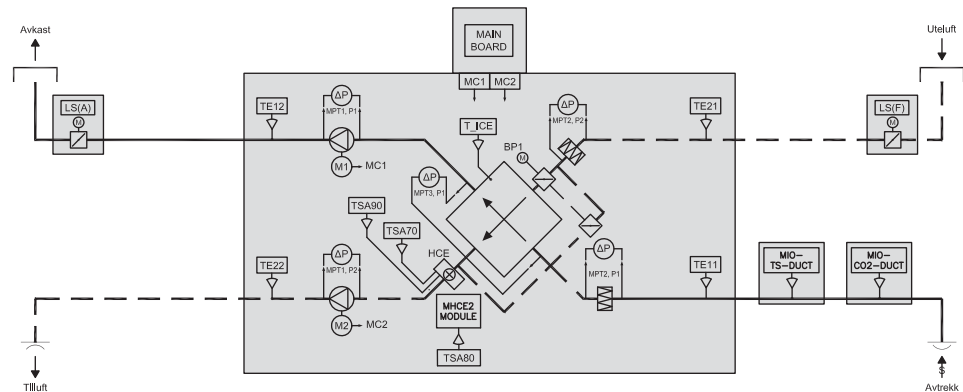 Avkast
MAIN
BOARD
Uteluft
MC1
MC2
LS(A)
M
TE12
ΔP
MPT1, P1
M1
MC1
T_ICE
BP1
M
ΔP
MPT2, P2
TE21
LS(F)
M
ΔP
MPT3, P1
TSA90
TSA70
HCE
TE22
ΔP
MPT1, P2
M2
MC2
MHCE2
MODULE
TSA80
ΔP
MPT2, P1
TE11
MIO-
TS-DUCT
MIO-
CO2-DUCT
Tilluft
$
Avtrekk